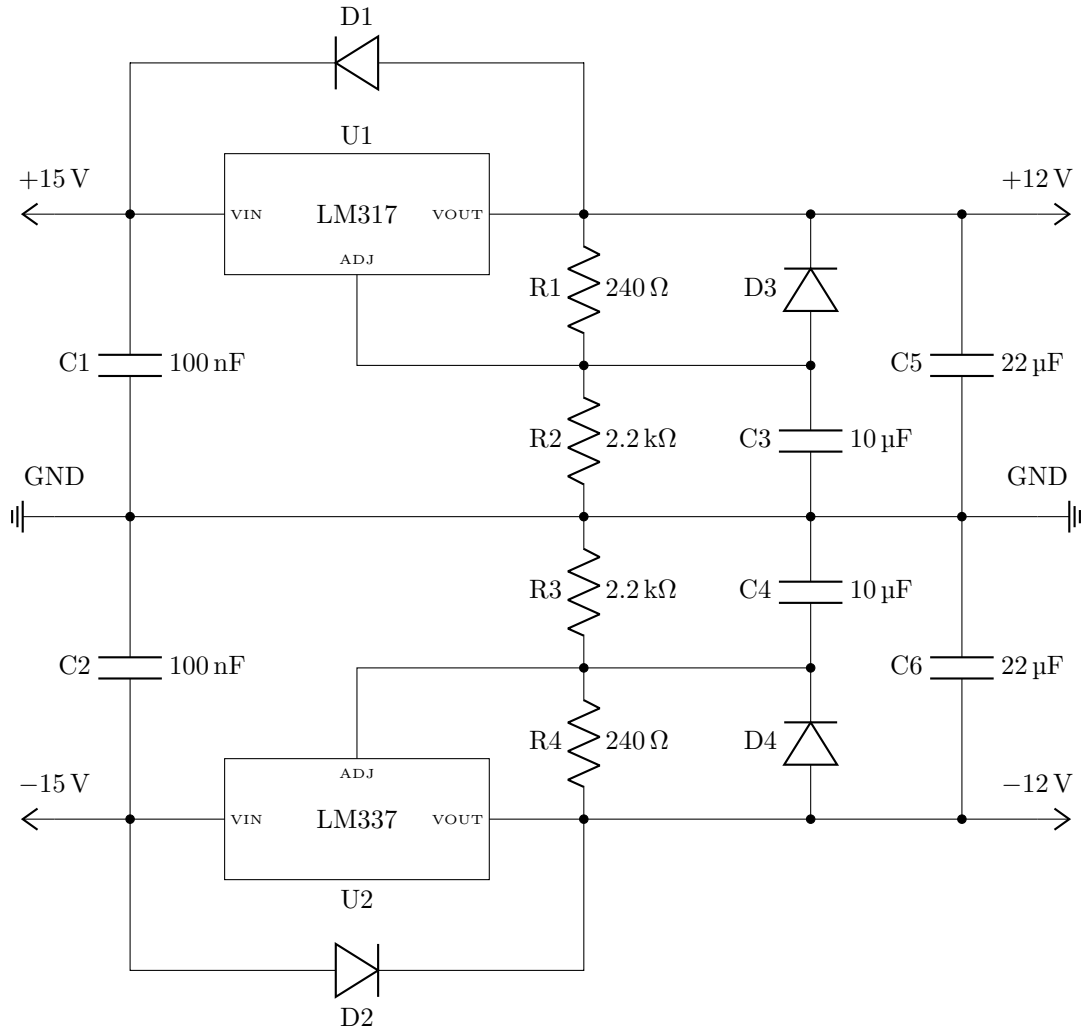 D1
U1
+15 V
+12 V
VIN
LM317
VOUT
ADJ
R1
240 Ω
D3
C1
100 nF
C5
22 µF
R2
2.2 kΩ
C3
10 µF
GND
GND
R3
2.2 kΩ
C4
10 µF
C2
100 nF
C6
22 µF
R4
240 Ω
D4
ADJ
−15 V
−12 V
VIN
LM337
VOUT
U2
D2